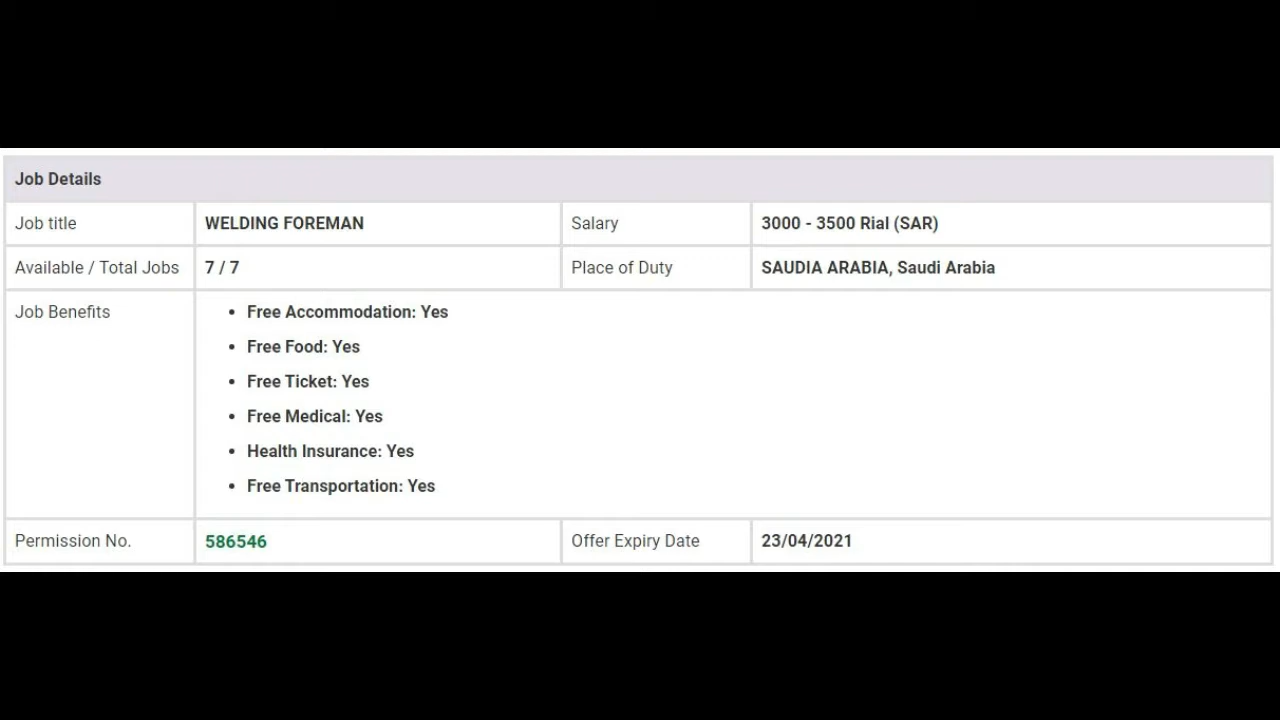 Job Details
Job title WELDING FOREMAN Salary 3000 - 3500 Rial (SAR)
Available / Total Jobs 7 / 7 Place of Duty SAUDIA ARABIA, Saudi Arabia
Job Benefits • Free Accommodation: Yes
• Free Food: Yes
• Free Ticket: Yes
• Free Medical: Yes
• Health Insurance: Yes
• Free Transportation: Yes
Permission No. 586546 Offer Expiry Date 23/04/2021